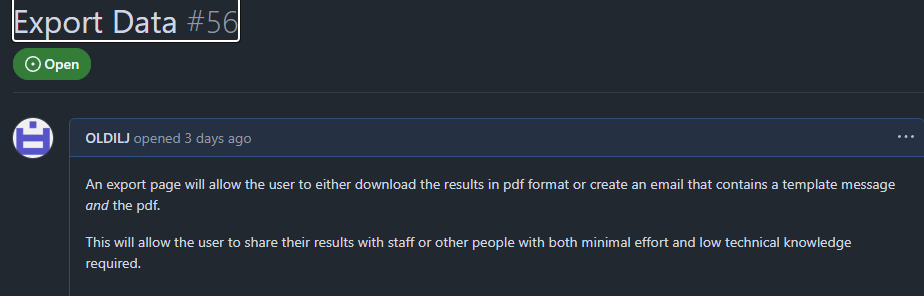 Export Data #56
Open
OLDILJ opened 3 days ago
An export page will allow the user to either download the results in pdf format or create an email that contains a template message
and the pdf.
This will allow the user to share their results with staff or other people with both minimal effort and low technical knowledge
required.